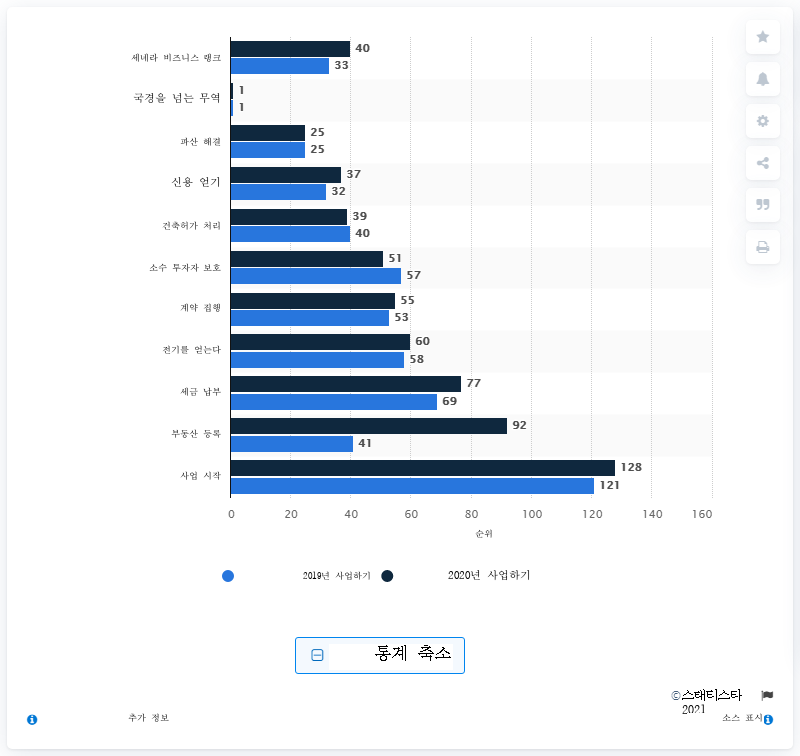 세네라 비즈니스 랭크
40
33
국경을 넘는 무역
1
1
파산 해결
25
25
신용 얻기
37
32
건축허가 처리
39
40
소수 투자자 보호
51
57
계약 집행
55
53
전기를 얻는다
60
58
세금 납부
77
69
부동산 등록
92
41
사업 시작
128
121
0 20 40 60 80 100 120 140 160
순위
2019년 사업하기 2020년 사업하기
통계 축소
©스태티스타
2021
추가 정보 소스 표시